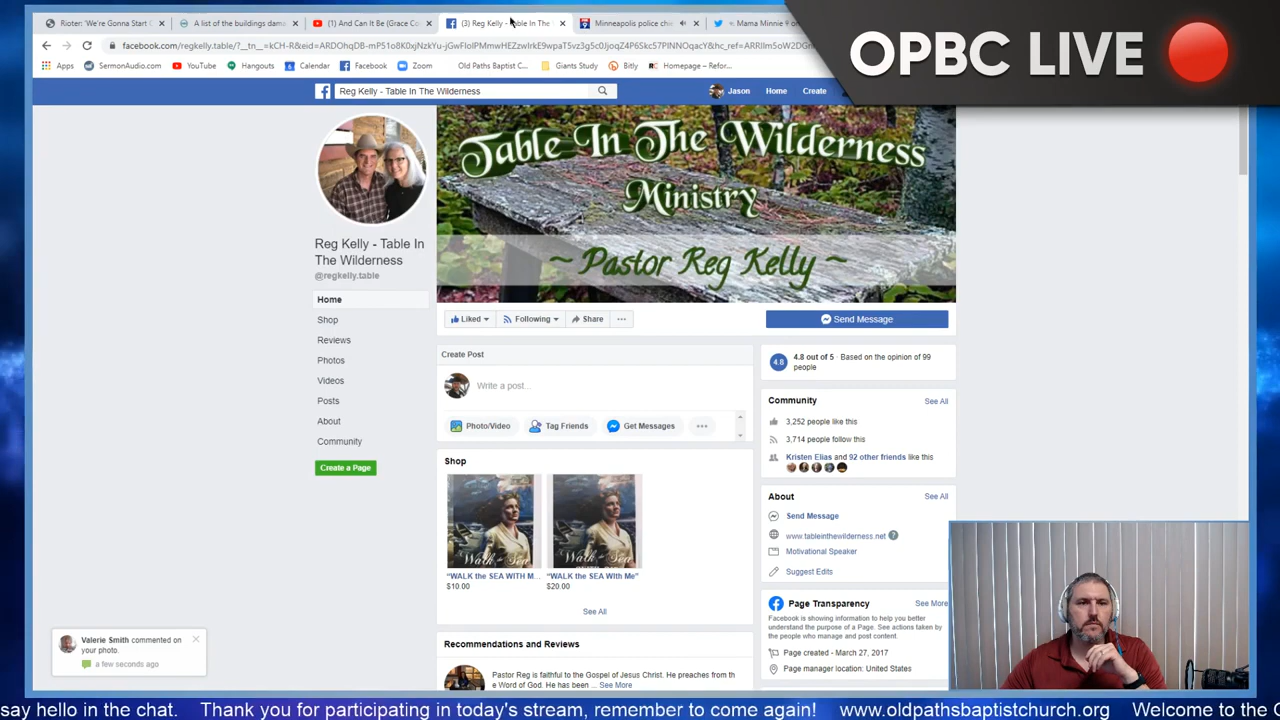 Rioter: 'We're Gonna Start
A list of the buildings dama
(1) And Can It Be (Grace Co
(3) Reg Kelly - Table In The
Minneapolis police chi
Mama Minnie
OPBC LIVE
Apps
SermonAudio.com
YouTube
Hangouts
Calendar
Facebook
Zoom
Old Paths Baptist C...
Giants Study
Bitly
Homepage – Refor...
Reg Kelly - Table In The Wilderness
Jason
Home
Create
Table In The Wilderness
Ministry
~ Pastor Reg Kelly ~
Reg Kelly - Table In
The Wilderness
@regkelly.table
Home
Shop
Reviews
Photos
Videos
Posts
About
Community
Create a Page
Liked
Following
Share
Send Message
Create Post
Write a post...
Photo/Video
Tag Friends
Get Messages
Shop
"WALK the SEA WITH M...
$10.00
"WALK the SEA With Me"
$20.00
See All
Recommendations and Reviews
Pastor Reg is faithful to the Gospel of Jesus Christ. He preaches from th
e Word of God. He has been ... See More
4.8
4.8 out of 5 · Based on the opinion of 99
people
Community
See All
3,252 people like this
3,714 people follow this
Kristen Elias and 92 other friends like this
About
See All
Send Message
www.tableinthewilderness.net
Motivational Speaker
Suggest Edits
Page Transparency
See More
Facebook is showing information to help you better
understand the purpose of a Page. See actions taken by
the people who manage and post content.
Page created - March 27, 2017
Page manager location: United States
Valerie Smith commented on
your photo.
a few seconds ago
say hello in the chat. Thank you for participating in today's stream, remember to come again! www.oldpathsbaptistchurch.org Welcome to the